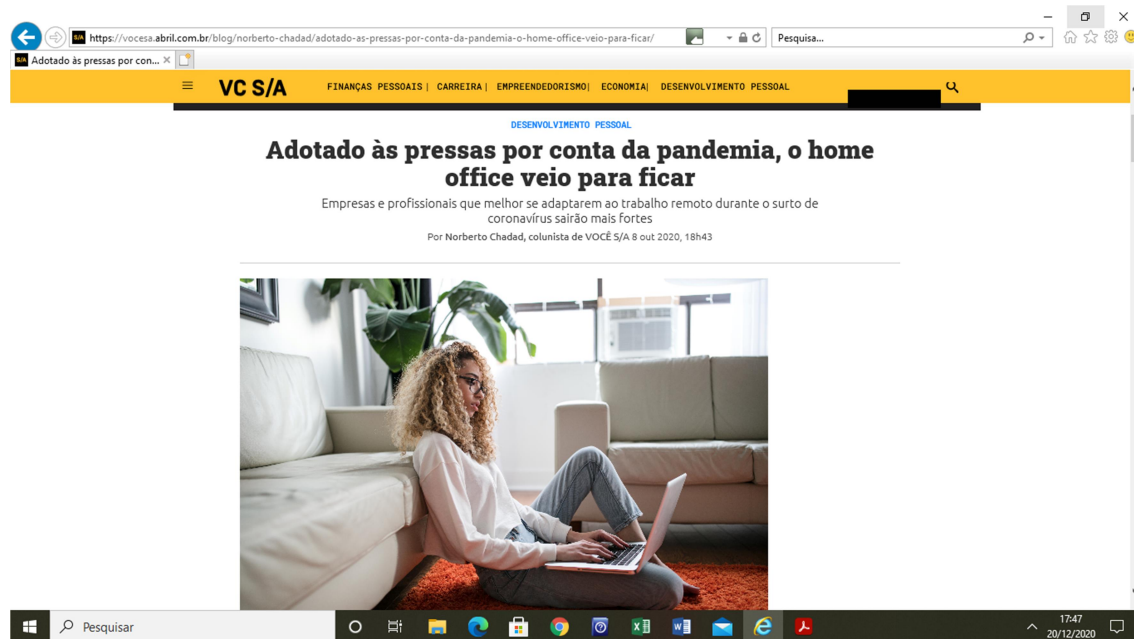 https://vocesa.abril.com.br/blog/norberto-chadad/adotado-as-pressas-por-conta-da-pandemia-o-home-office-veio-para-ficar/
Pesquisa...
S/A Adotado às pressas por con...
VC S/A
FINANÇAS PESSOAIS | CARREIRA | EMPREENDEDORISMO| ECONOMIA| DESENVOLVIMENTO PESSOAL
DESENVOLVIMENTO PESSOAL
Adotado às pressas por conta da pandemia, o home
office veio para ficar
Empresas e profissionais que melhor se adaptarem ao trabalho remoto durante o surto de
coronavírus sairão mais fortes
Por Norberto Chadad, colunista de VOCÊ S/A 8 out 2020, 18h43
Pesquisar
17:47
20/12/2020